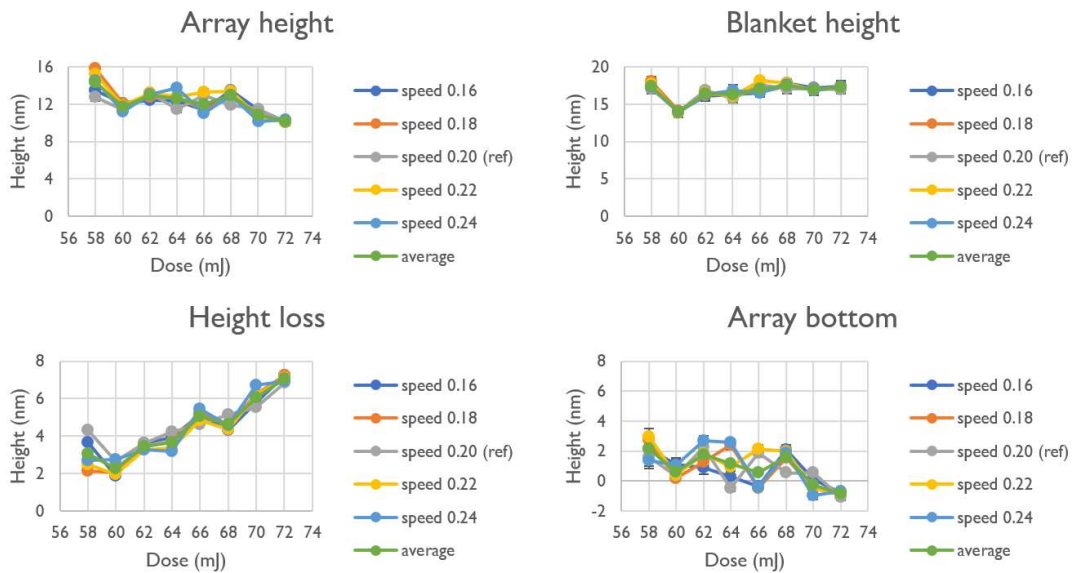 Array height
Height (nm)
16
12
8
4
0
56 58 60 62 64 66 68 70 72 74
Dose (mJ)
speed 0.16
speed 0.18
speed 0.20 (ref)
speed 0.22
speed 0.24
average
Blanket height
Height (nm)
20
15
10
5
0
56 58 60 62 64 66 68 70 72 74
Dose (mJ)
speed 0.16
speed 0.18
speed 0.20 (ref)
speed 0.22
speed 0.24
average
Height loss
Height (nm)
8
6
4
2
0
56 58 60 62 64 66 68 70 72 74
Dose (mJ)
speed 0.16
speed 0.18
speed 0.20 (ref)
speed 0.22
speed 0.24
average
Array bottom
Height (nm)
8
6
4
2
0
-2
56 58 60 62 64 66 68 70 72 74
Dose (mJ)
speed 0.16
speed 0.18
speed 0.20 (ref)
speed 0.22
speed 0.24
average